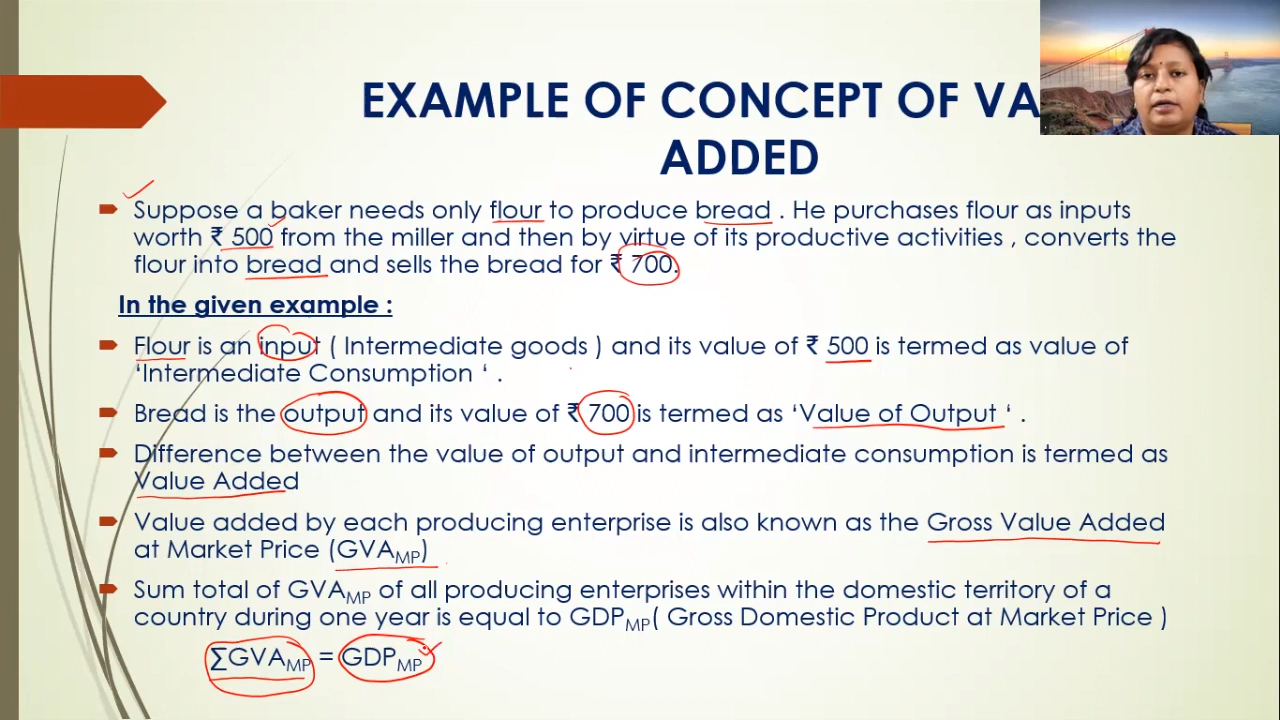 EXAMPLE OF CONCEPT OF VA
ADDED
Suppose a baker needs only flour to produce bread . He purchases flour as inputs
worth ₹ 500 from the miller and then by virtue of its productive activities , converts the
flour into bread and sells the bread for ₹ 700.
In the given example :
Flour is an input ( Intermediate goods ) and its value of ₹ 500 is termed as value of
‘Intermediate Consumption ‘ .
Bread is the output and its value of ₹ 700 is termed as ‘Value of Output ‘ .
Difference between the value of output and intermediate consumption is termed as
Value Added
Value added by each producing enterprise is also known as the Gross Value Added
at Market Price (GVAMP)
Sum total of GVAMP of all producing enterprises within the domestic territory of a
country during one year is equal to GDPMP( Gross Domestic Product at Market Price )
∑GVAMP = GDPMP